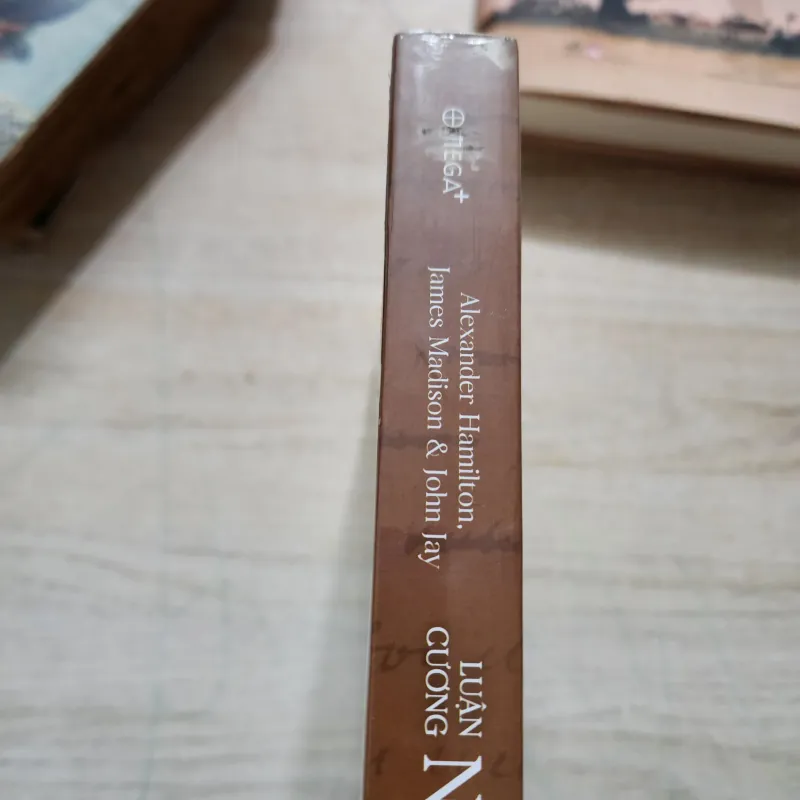 OMEGA+
Alexander Hamilton,
James Madison & John Jay
LUẬN
CƯƠNG